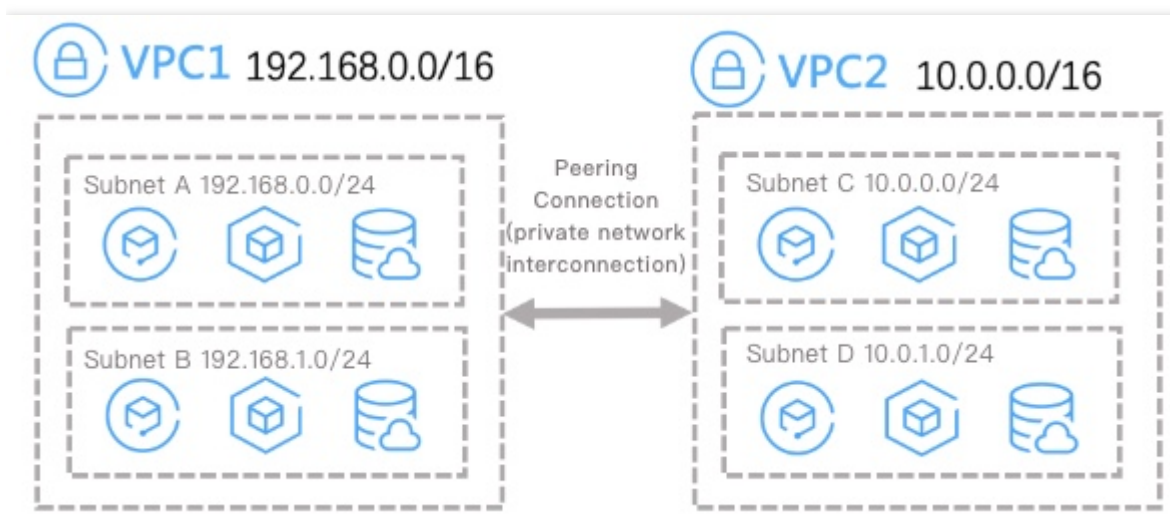 VPC1 192.168.0.0/16
VPC2 10.0.0.0/16
Subnet A 192.168.0.0/24
Subnet B 192.168.1.0/24
Peering
Connection
(private network
interconnection)
Subnet C 10.0.0.0/24
Subnet D 10.0.1.0/24